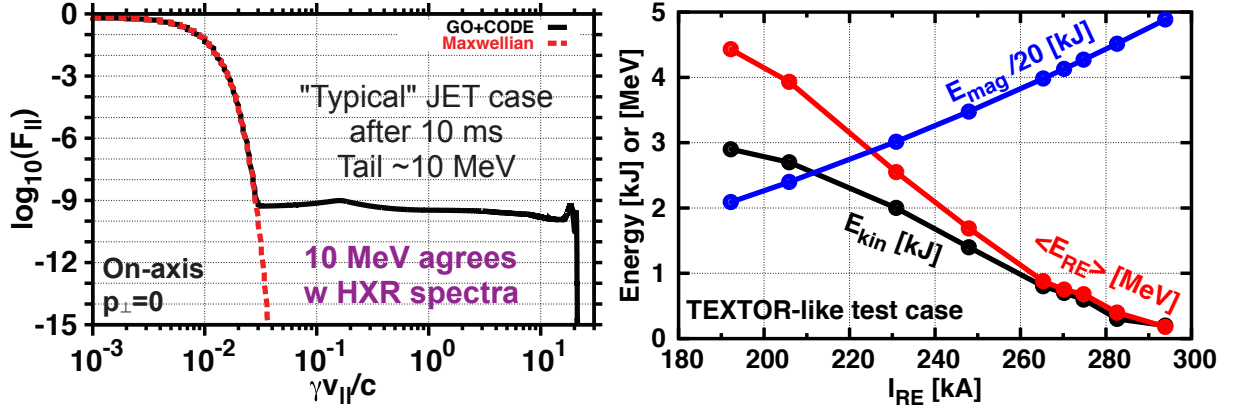 0
-3
-6
-9
-12
-15
log10(F||)
GO+CODE
Maxwellian
"Typical" JET case
after 10 ms
Tail ~10 MeV
10 MeV agrees
w HXR spectra
On-axis
p⊥=0
10-3
10-2
10-1
100
101
γv||/c
5
4
3
2
1
0
Energy [kJ] or [MeV]
Emag/20 [kJ]
Ekin [kJ]
<ERE> [MeV]
TEXTOR-like test case
180
200
220
240
260
280
300
IRE [kA]